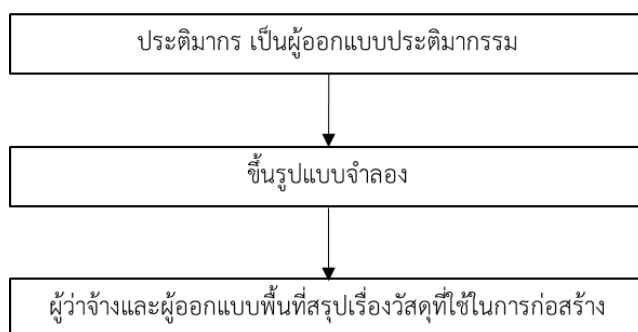 ประติมากร เป็นผู้ออกแบบประติมากรรม
ขึ้นรูปแบบจำลอง
ผู้ว่าจ้างและผู้ออกแบบพื้นที่สรุปเรื่องวัสดุที่ใช้ในการก่อสร้าง